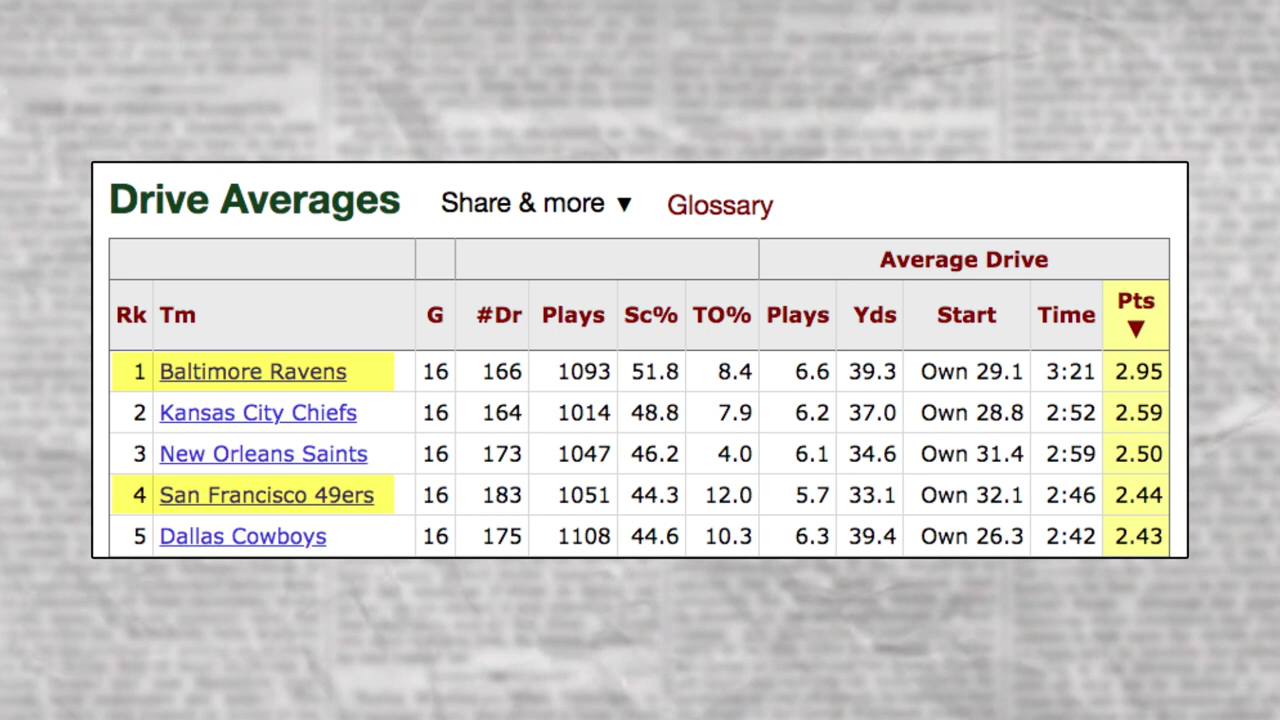 Drive Averages Share & more ▼ Glossary
Average Drive
Rk Tm G #Dr Plays Sc% TO% Plays Yds Start Time Pts ▼
1 Baltimore Ravens 16 166 1093 51.8 8.4 6.6 39.3 Own 29.1 3:21 2.95
2 Kansas City Chiefs 16 164 1014 48.8 7.9 6.2 37.0 Own 28.8 2:52 2.59
3 New Orleans Saints 16 173 1047 46.2 4.0 6.1 34.6 Own 31.4 2:59 2.50
4 San Francisco 49ers 16 183 1051 44.3 12.0 5.7 33.1 Own 32.1 2:46 2.44
5 Dallas Cowboys 16 175 1108 44.6 10.3 6.3 39.4 Own 26.3 2:42 2.43